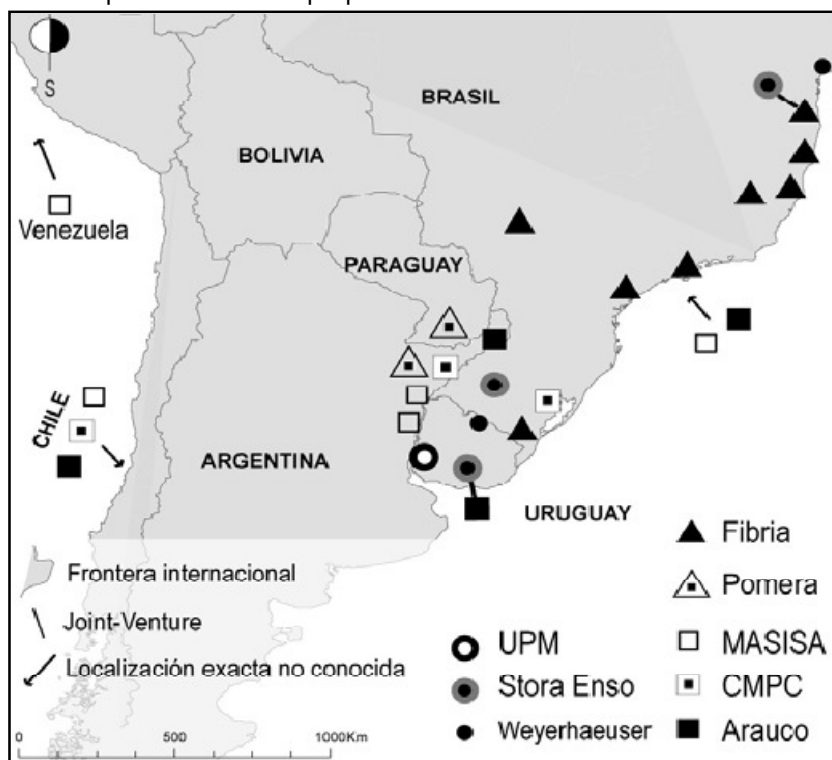 S
BRASIL
BOLIVIA
Venezuela
PARAGUAY
CHILE
ARGENTINA
URUGUAY
Frontera internacional
Joint-Venture
Localización exacta no conocida
UPM
Stora Enso
Weyerhaeuser
Fibria
Pomera
MASISA
CMPC
Arauco
0 500 1000Km